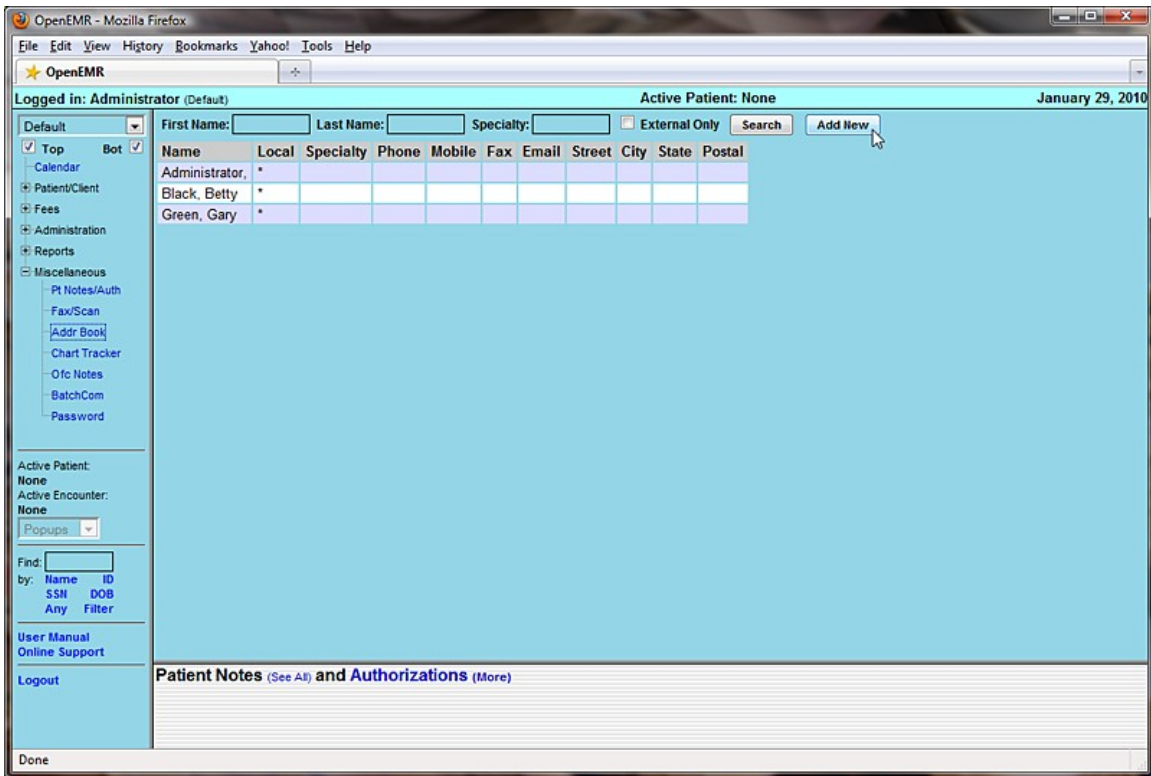 OpenEMR - Mozilla Firefox
File Edit View History Bookmarks Yahoo! Tools Help
OpenEMR
Logged in: Administrator (Default) Active Patient: None January 29, 2010
Default
Top Bot
Calendar
Patient/Client
Fees
Administration
Reports
Miscellaneous
Pt Notes/Auth
Fax/Scan
Addr Book
Chart Tracker
Ofc Notes
BatchCom
Password
Active Patient:
None
Active Encounter:
None
Popups
Find:
by: Name ID
SSN DOB
Any Filter
User Manual
Online Support
Logout
First Name: Last Name: Specialty: External Only Search Add New
Name Local Specialty Phone Mobile Fax Email Street City State Postal
Administrator, *
Black, Betty *
Green, Gary *
Patient Notes (See All) and Authorizations (More)
Done